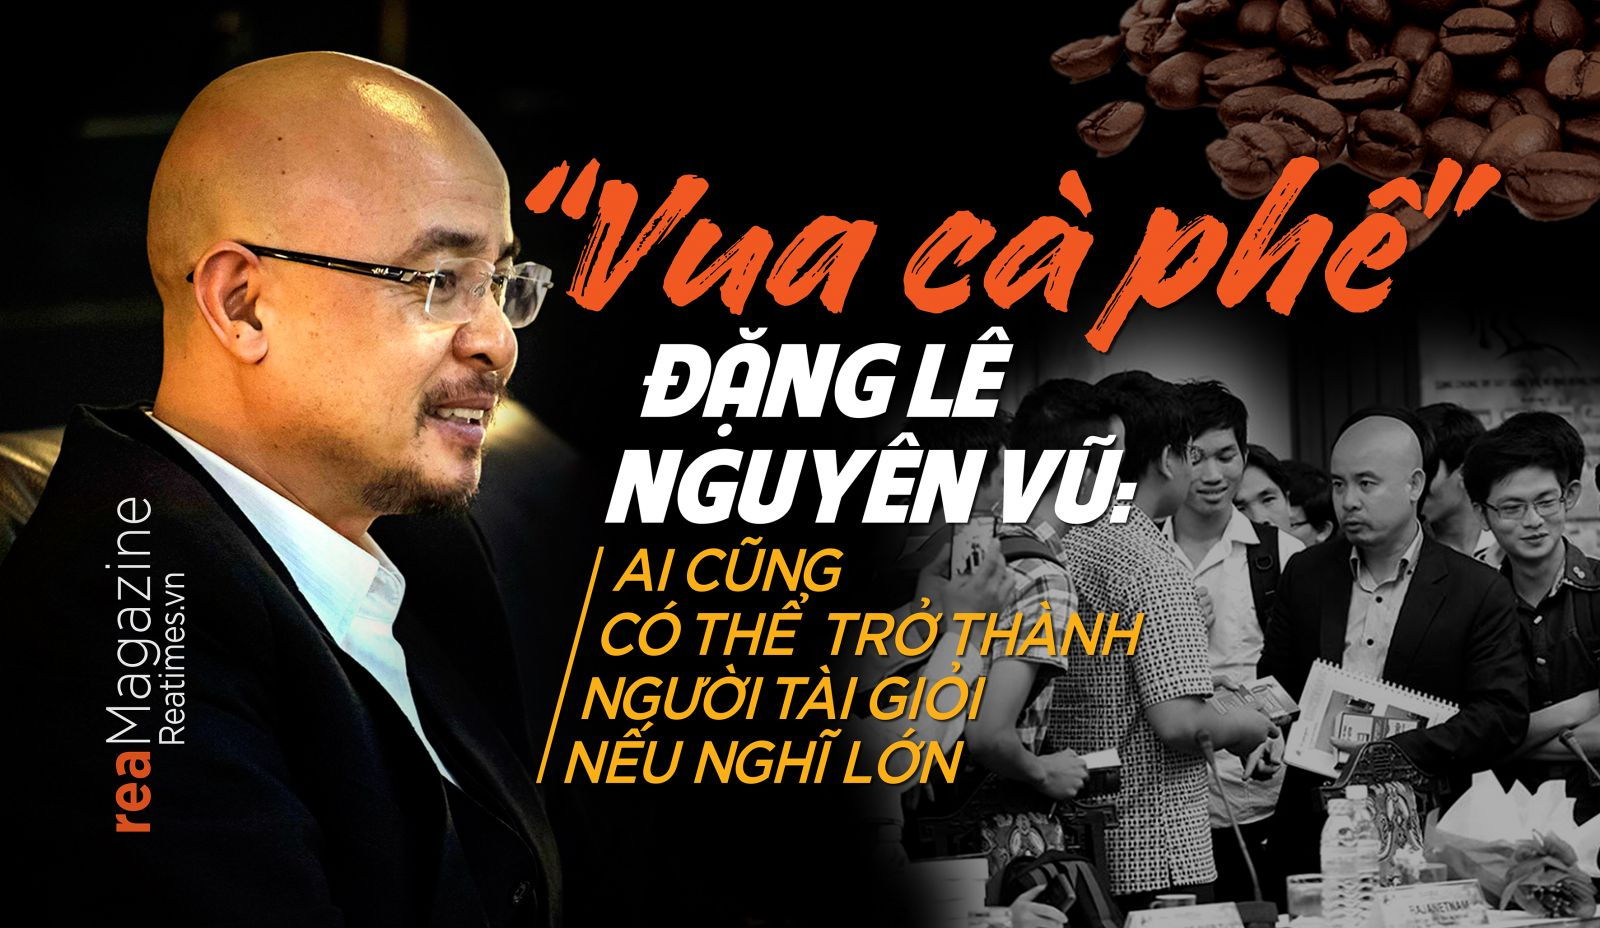 "Vua cà phê"
ĐẶNG LÊ
NGUYÊN VŨ:
AI CŨNG
CÓ THỂ TRỞ THÀNH
NGƯỜI TÀI GIỎI
NẾU NGHĨ LỚN
reaMagazine
Reatimes.vn
RAJANETNAM